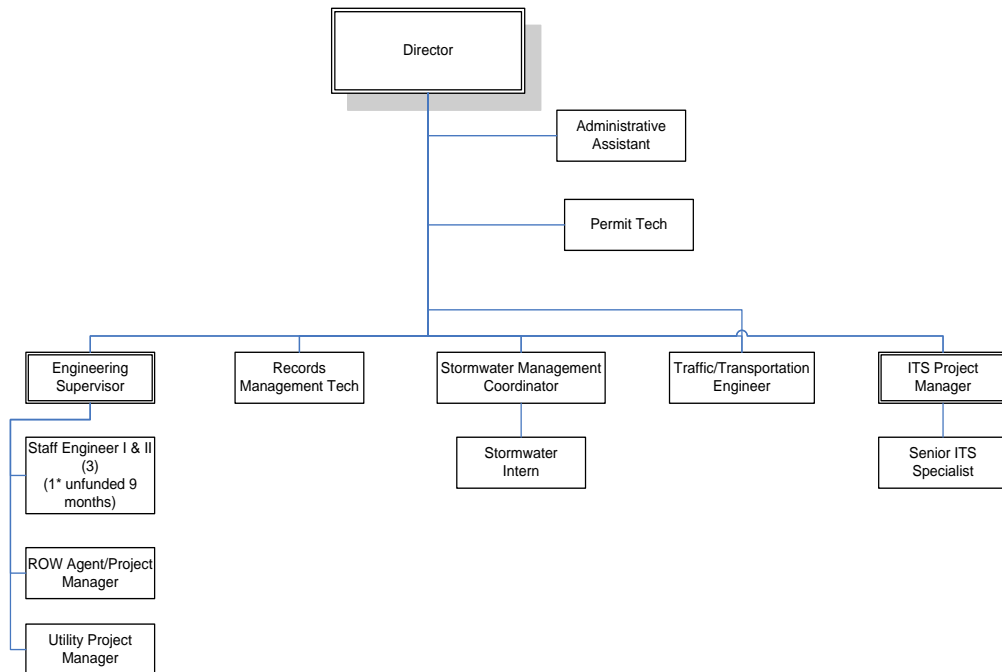 Director
Administrative
Assistant
Permit Tech
Engineering
Supervisor
Records
Management Tech
Stormwater Management
Coordinator
Traffic/Transportation
Engineer
ITS Project
Manager
Staff Engineer I & II
(3)
(1* unfunded 9
months)
Stormwater
Intern
Senior ITS
Specialist
ROW Agent/Project
Manager
Utility Project
Manager